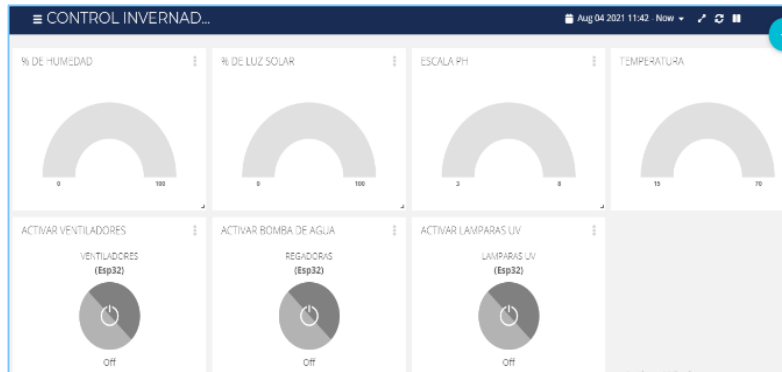 CONTROL INVERNAD...
Aug 04 2021 11:42 - Now
% DE HUMEDAD
% DE LUZ SOLAR
ESCALA PH
TEMPERATURA
0 100
0 100
3 8
15 70
ACTIVAR VENTILADORES
ACTIVAR BOMBA DE AGUA
ACTIVAR LAMPARAS UV
VENTILADORES
(Esp32)
Off
REGADORAS
(Esp32)
Off
LAMPARAS UV
(Esp32)
Off